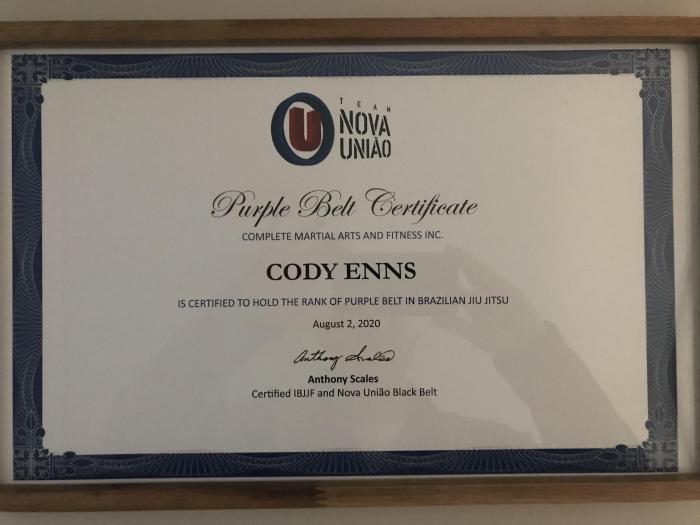 TEAM
NOVA
UNIÃO
Purple Belt Certificate
COMPLETE MARTIAL ARTS AND FITNESS INC.
CODY ENNS
IS CERTIFIED TO HOLD THE RANK OF PURPLE BELT IN BRAZILIAN JIU JITSU
August 2, 2020
Anthony Scales
Anthony Scales
Certified IBJJF and Nova União Black Belt